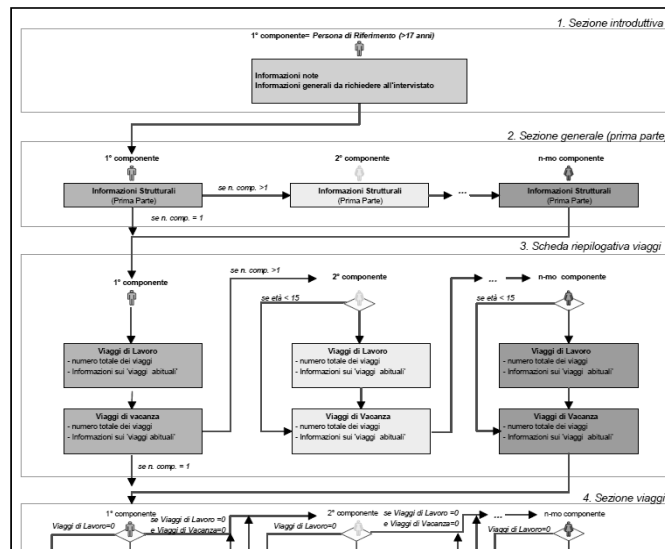 1. Sezione introduttiva
1° componente= Persona di Riferimento (>17 anni)
Informazioni note
Informazioni generali da richiedere all'intervistato
2. Sezione generale (prima parte)
1° componente
2° componente
n-mo componente
Informazioni Strutturali
(Prima Parte)
se n. comp. >1
Informazioni Strutturali
(Prima Parte)
...
Informazioni Strutturali
(Prima Parte)
se n. comp. = 1
3. Scheda riepilogativa viaggi
1° componente
se n. comp. >1
2° componente
...
n-mo componente
se età < 15
se età < 15
Viaggi di Lavoro
- numero totale dei viaggi
- Informazioni sui 'viaggi abituali'
Viaggi di Lavoro
- numero totale dei viaggi
- Informazioni sui 'viaggi abituali'
Viaggi di Lavoro
- numero totale dei viaggi
- Informazioni sui 'viaggi abituali'
Viaggi di vacanza
- numero totale dei viaggi
- Informazioni sui 'viaggi abituali'
Viaggi di Vacanza
- numero totale dei viaggi
- Informazioni sui 'viaggi abituali'
Viaggi di Vacanza
- numero totale dei viaggi
- Informazioni sui 'viaggi abituali'
se n. comp. = 1
4. Sezione viaggi
1° componente
se Viaggi di Lavoro =0
e Viaggi di Vacanza=0
2° componente
se Viaggi di Lavoro =0
e Viaggi di Vacanza=0
...
n-mo componente
Viaggi di Lavoro=0
Viaggi di Lavoro=0
Viaggi di Lavoro=0